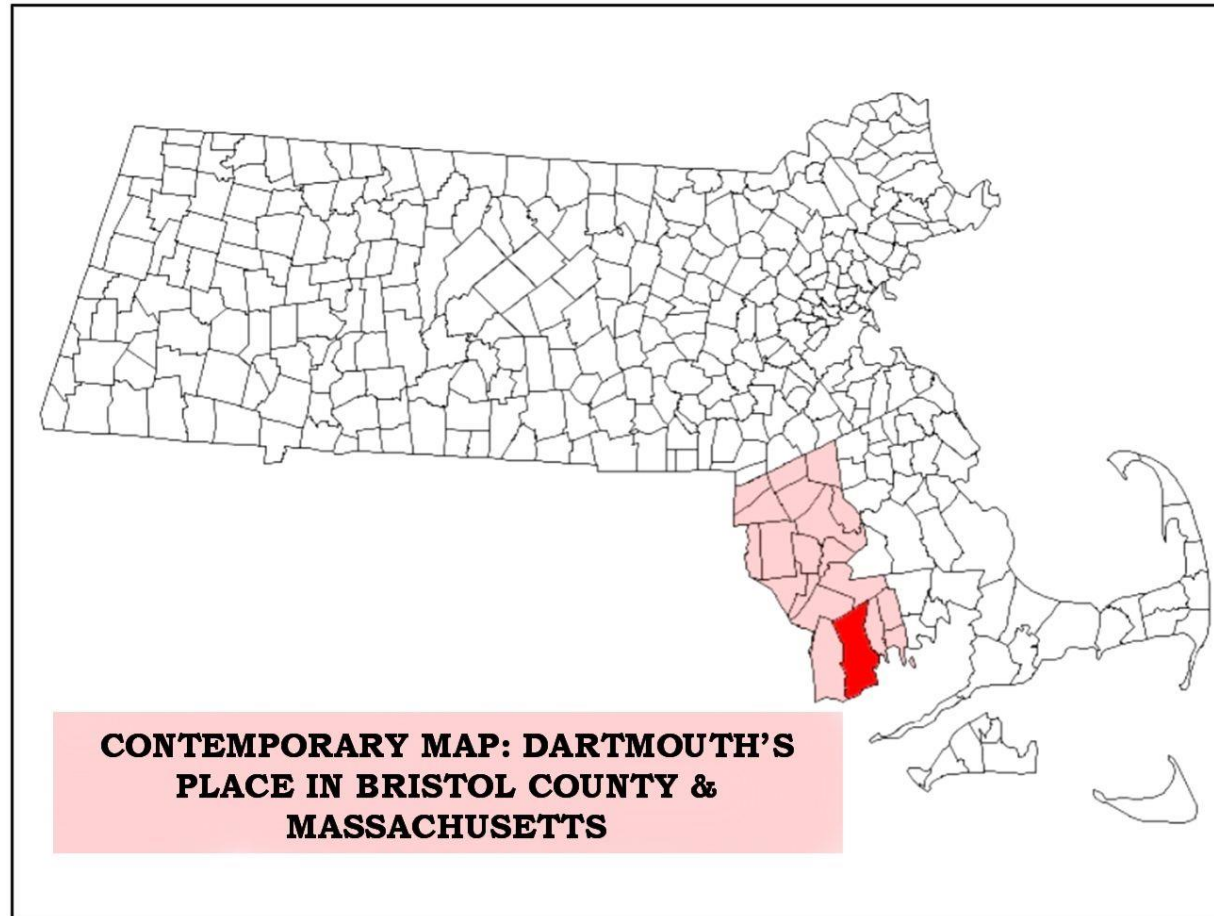 CONTEMPORARY MAP: DARTMOUTH’S
PLACE IN BRISTOL COUNTY &
MASSACHUSETTS